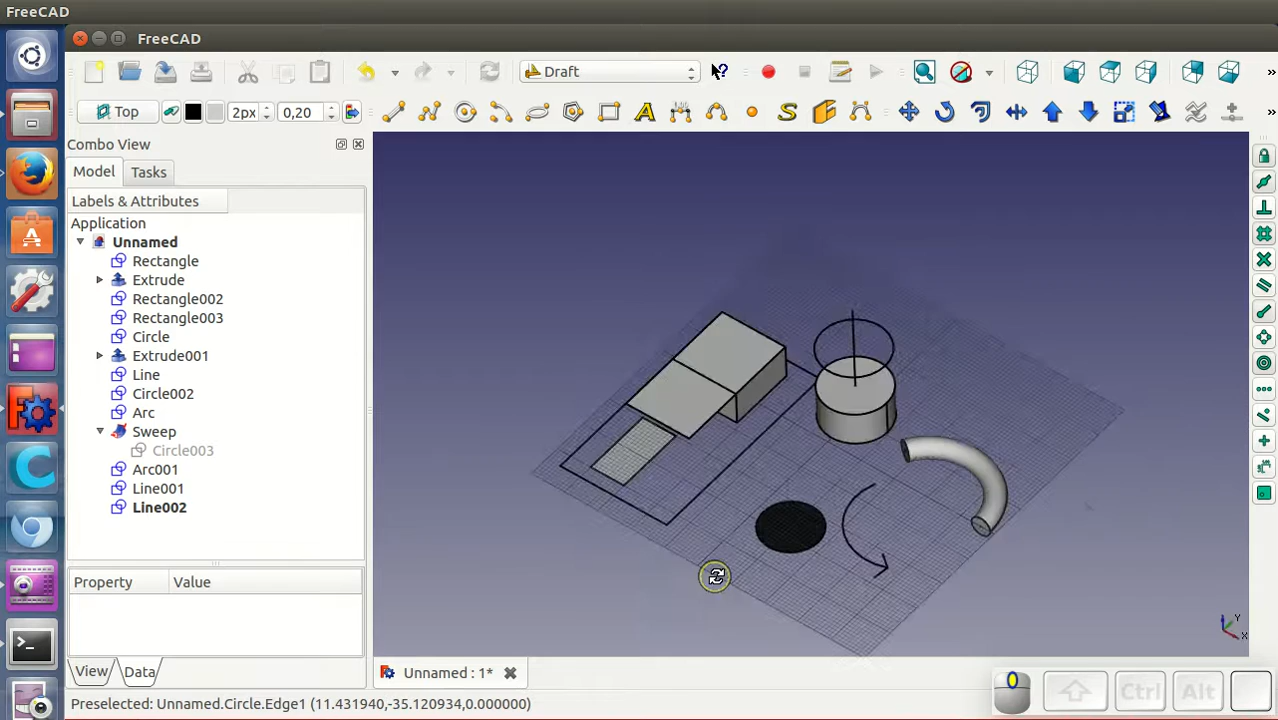 FreeCAD
FreeCAD
Draft
Top
2px
0,20
Combo View
Model
Tasks
Labels & Attributes
Application
Unnamed
Rectangle
Extrude
Rectangle002
Rectangle003
Circle
Extrude001
Line
Circle002
Arc
Sweep
Circle003
Arc001
Line001
Line002
Property
Value
View
Data
Unnamed : 1*
Y
X
Ctrl
Alt
Preselected: Unnamed.Circle.Edge1 (11.431940,-35.120934,0.000000)